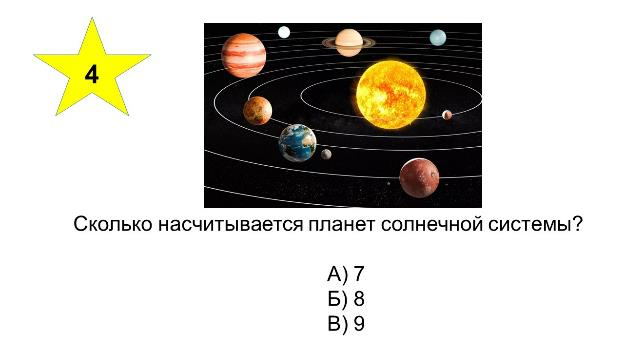 4
Сколько насчитывается планет солнечной системы?
А) 7
Б) 8
В) 9